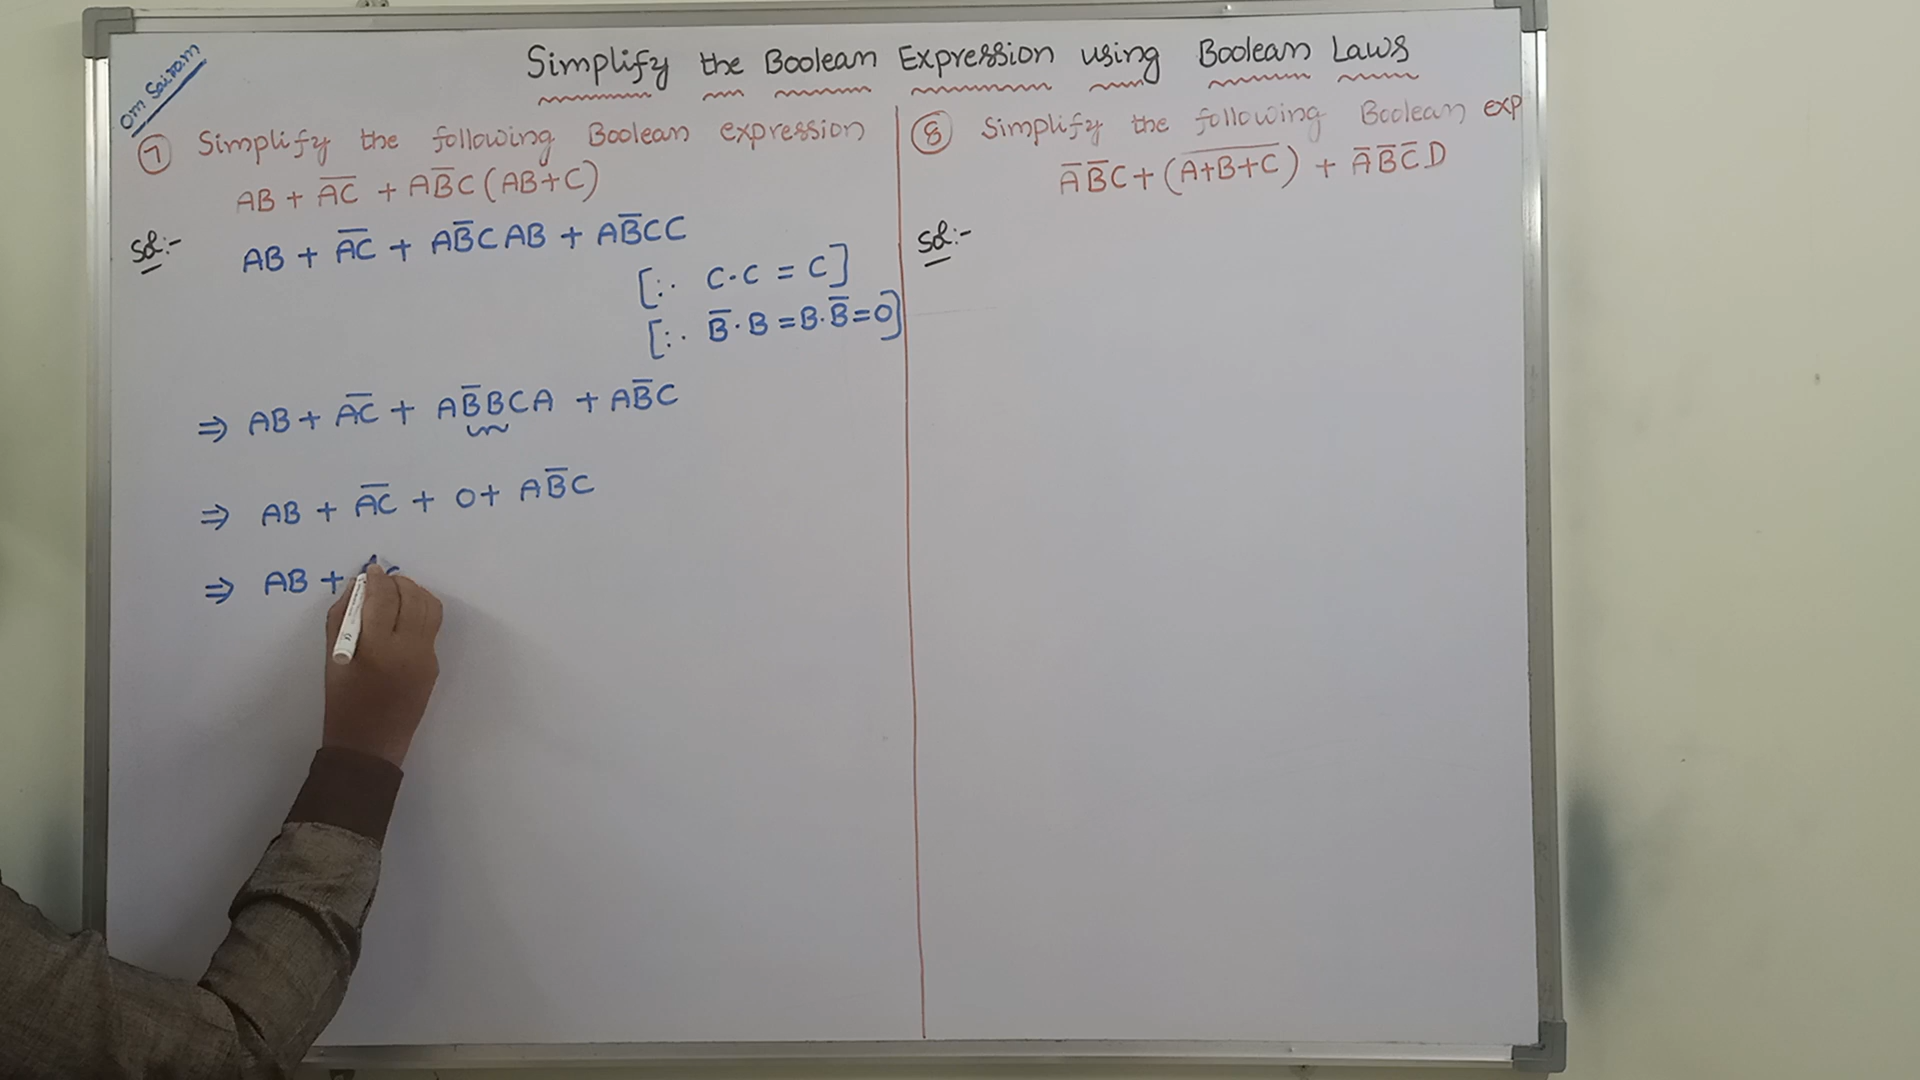 Simplify the Boolean Expression using Boolean Laws
Om Sairam
⑦ Simplify the following Boolean expression
AB + A̅C̅ + AB̅C (AB+C)
Sol:-
AB + A̅C̅ + AB̅CAB + AB̅CC
[∵ C·C = C]
[∵ B̅·B = B·B̅ = 0]
⇒ AB + A̅C̅ + AB̅BCA + AB̅C
⇒ AB + A̅C̅ + 0 + AB̅C
⇒ AB +
⑧ Simplify the following Boolean exp
A̅B̅C + (A̅+̅B̅+̅C̅) + A̅B̅C̅D
Sol:-